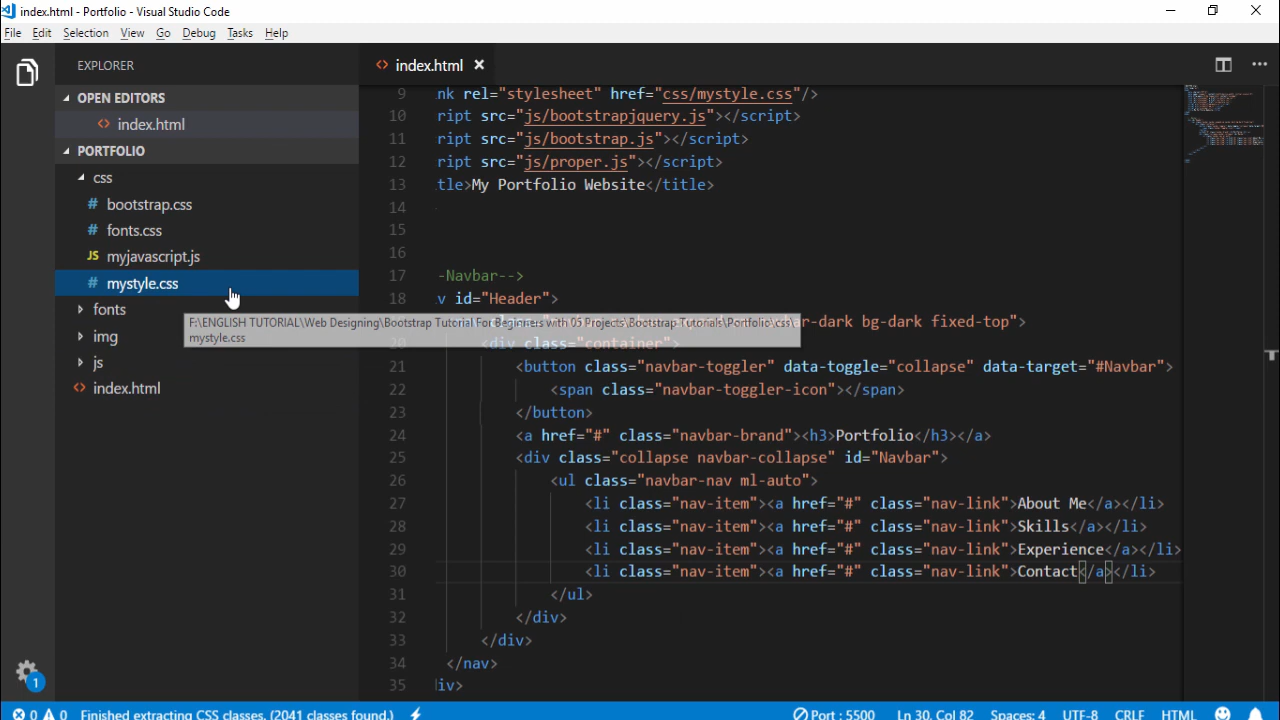 index.html - Portfolio - Visual Studio Code
File Edit Selection View Go Debug Tasks Help
EXPLORER
OPEN EDITORS
index.html
PORTFOLIO
css
bootstrap.css
fonts.css
JS myjavascript.js
mystyle.css
fonts
img
js
index.html
F:\ENGLISH TUTORIAL\Web Designing\Bootstrap Tutorial For Beginners with 05 Projects\Bootstrap Tutorials\Portfolio\css\
mystyle.css
index.html
9 nk rel="stylesheet" href="css/mystyle.css"/>
10 ript src="js/bootstrapjquery.js"></script>
11 ript src="js/bootstrap.js"></script>
12 ript src="js/proper.js"></script>
13 tle>My Portfolio Website</title>
14
15
16
17 -Navbar-->
18 v id="Header">
-dark bg-dark fixed-top">
20 <div class="container">
21 <button class="navbar-toggler" data-toggle="collapse" data-target="#Navbar">
22 <span class="navbar-toggler-icon"></span>
23 </button>
24 <a href="#" class="navbar-brand"><h3>Portfolio</h3></a>
25 <div class="collapse navbar-collapse" id="Navbar">
26 <ul class="navbar-nav ml-auto">
27 <li class="nav-item"><a href="#" class="nav-link">About Me</a></li>
28 <li class="nav-item"><a href="#" class="nav-link">Skills</a></li>
29 <li class="nav-item"><a href="#" class="nav-link">Experience</a></li>
30 <li class="nav-item"><a href="#" class="nav-link">Contact</a></li>
31 </ul>
32 </div>
33 </div>
34 </nav>
35 iv>
1
0 0 Finished extracting CSS classes. (2041 classes found.) Port : 5500 Ln 30, Col 82 Spaces: 4 UTF-8 CRLF HTML